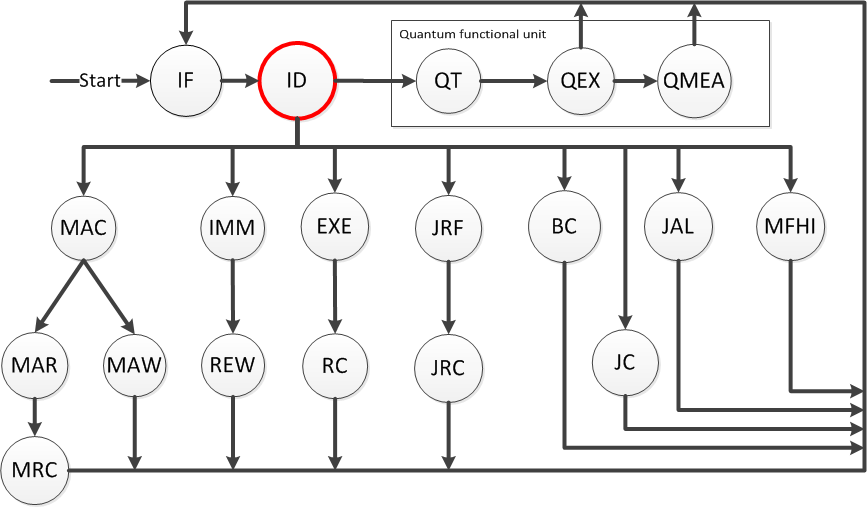 Quantum functional unit
Start
IF
ID
QT
QEX
QMEA
MAC
IMM
EXE
JRF
BC
JAL
MFHI
MAR
MAW
REW
RC
JRC
JC
MRC